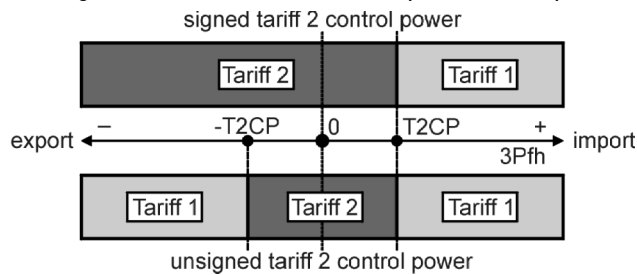 signed tariff 2 control power
Tariff 2 Tariff 1
– -T2CP 0 T2CP +
export import
3Pfh
Tariff 1 Tariff 2 Tariff 1
unsigned tariff 2 control power